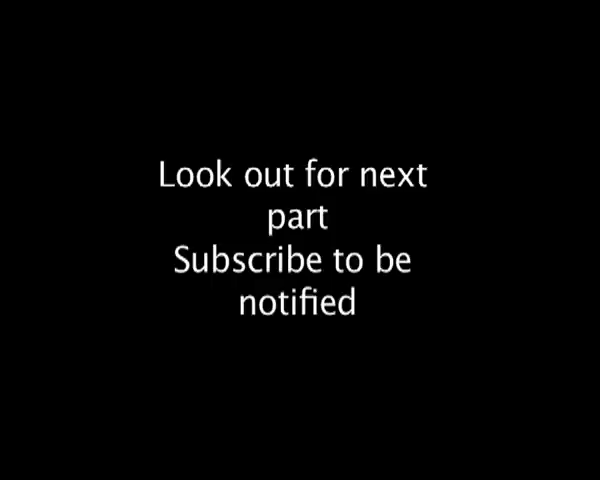 Look out for next
part
Subscribe to be
notified